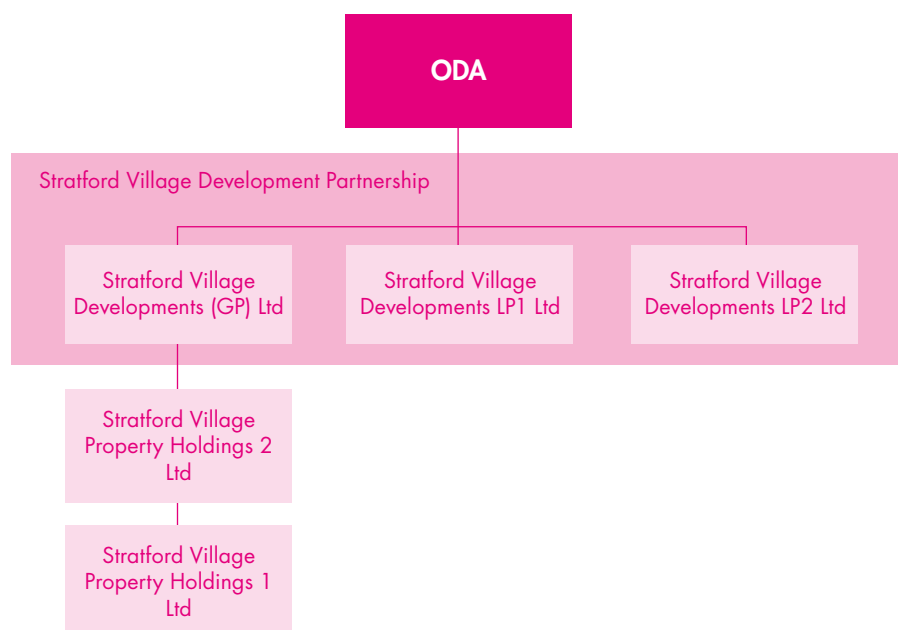 ODA
Stratford Village Development Partnership
Stratford Village
Developments (GP) Ltd
Stratford Village
Developments LP1 Ltd
Stratford Village
Developments LP2 Ltd
Stratford Village
Property Holdings 2
Ltd
Stratford Village
Property Holdings 1
Ltd